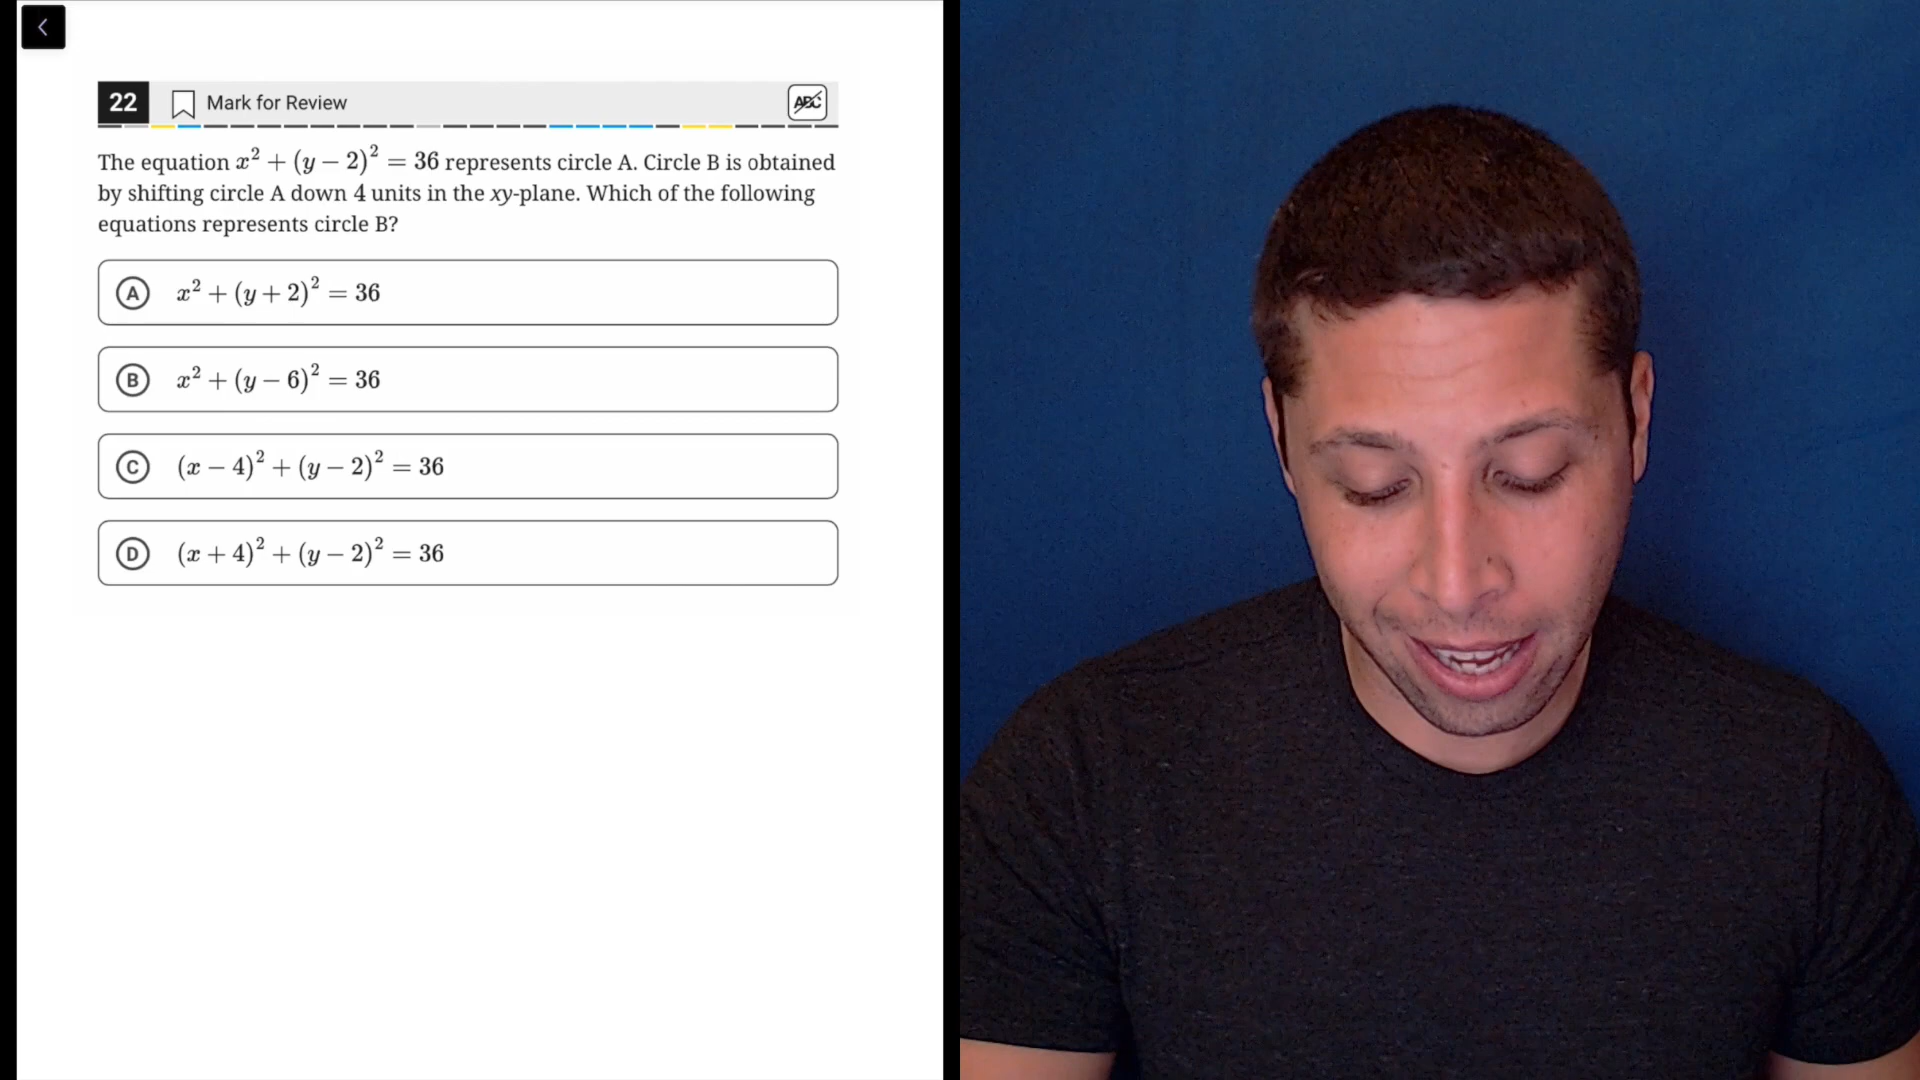 22 Mark for Review ABC
The equation x² + (y − 2)² = 36 represents circle A. Circle B is obtained
by shifting circle A down 4 units in the xy-plane. Which of the following
equations represents circle B?
A x² + (y + 2)² = 36
B x² + (y − 6)² = 36
C (x − 4)² + (y − 2)² = 36
D (x + 4)² + (y − 2)² = 36